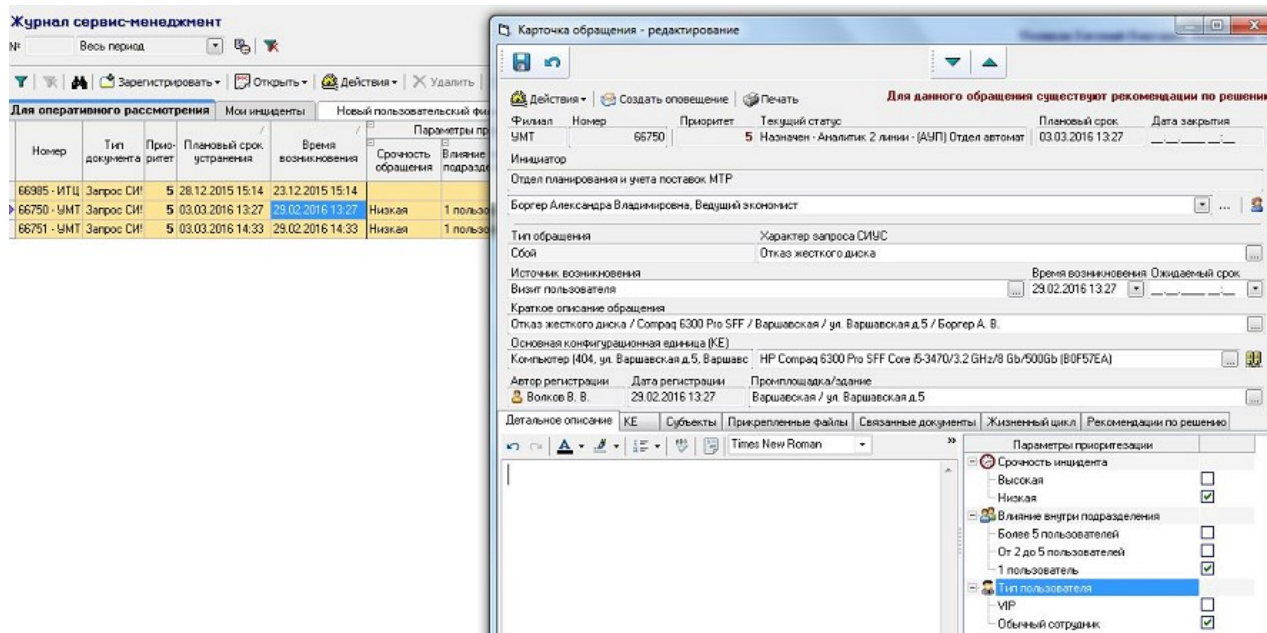 Журнал сервис-менеджмент
№ Весь период
Зарегистрировать Открыть Действия Удалить
Для оперативного рассмотрения Мои инциденты Новый пользовательский фи
Номер Тип документа Прио-ритет Плановый срок устранения Время возникновения Параметры пр
Срочность обращения Влияние подразде
66985 - ИТЦ Запрос СИ! 5 28.12.2015 15:14 23.12.2015 15:14
66750 - УМТ Запрос СИ! 5 03.03.2016 13:27 29.02.2016 13:27 Низкая 1 пользо
66751 - УМТ Запрос СИ! 5 03.03.2016 14:33 29.02.2016 14:33 Низкая 1 пользо
Карточка обращения - редактирование
Действия Создать оповещение Печать Для данного обращения существуют рекомендации по решени
Филиал Номер Приоритет Текущий статус Плановый срок Дата закрытия
УМТ 66750 5 Назначен - Аналитик 2 линии - (АУП) Отдел автомат 03.03.2016 13:27 __.__.____ __:__
Инициатор
Отдел планирования и учета поставок МТР
Боргер Александра Владимировна, Ведущий экономист ...
Тип обращения Характер запроса СИУС
Сбой Отказ жесткого диска
Источник возникновения Время возникновения Ожидаемый срок
Визит пользователя 29.02.2016 13:27 __.__.____ __:__
Краткое описание обращения
Отказ жесткого диска / Compaq 6300 Pro SFF / Варшавская / ул. Варшавская д.5 / Боргер А. В.
Основная конфигурационная единица (КЕ)
Компьютер (404, ул. Варшавская д.5, Варшавс HP Compaq 6300 Pro SFF Core i5-3470/3.2 GHz/8 Gb/500Gb (B0F57EA)
Автор регистрации Дата регистрации Промплощадка/здание
Волков В. В. 29.02.2016 13:27 Варшавская / ул. Варшавская д.5
Детальное описание КЕ Субъекты Прикрепленные файлы Связанные документы Жизненный цикл Рекомендации по решению
Times New Roman
Параметры приоритезации
Срочность инцидента
Высокая
Низкая
Влияние внутри подразделения
Более 5 пользователей
От 2 до 5 пользователей
1 пользователь
Тип пользователя
VIP
Обычный сотрудник